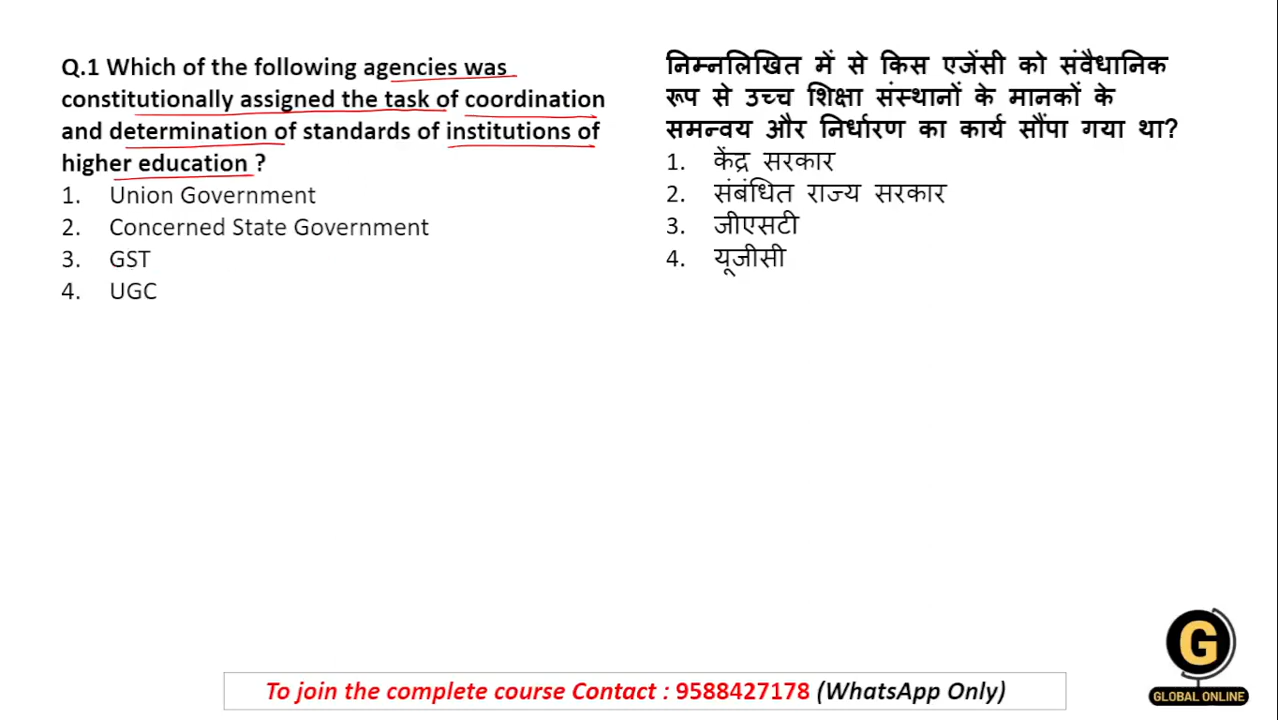 Q.1 Which of the following agencies was
constitutionally assigned the task of coordination
and determination of standards of institutions of
higher education ?
1. Union Government
2. Concerned State Government
3. GST
4. UGC
निम्नलिखित में से किस एजेंसी को संवैधानिक
रूप से उच्च शिक्षा संस्थानों के मानकों के
समन्वय और निर्धारण का कार्य सौंपा गया था?
1. केंद्र सरकार
2. संबंधित राज्य सरकार
3. जीएसटी
4. यूजीसी
G
GLOBAL ONLINE
To join the complete course Contact : 9588427178 (WhatsApp Only)